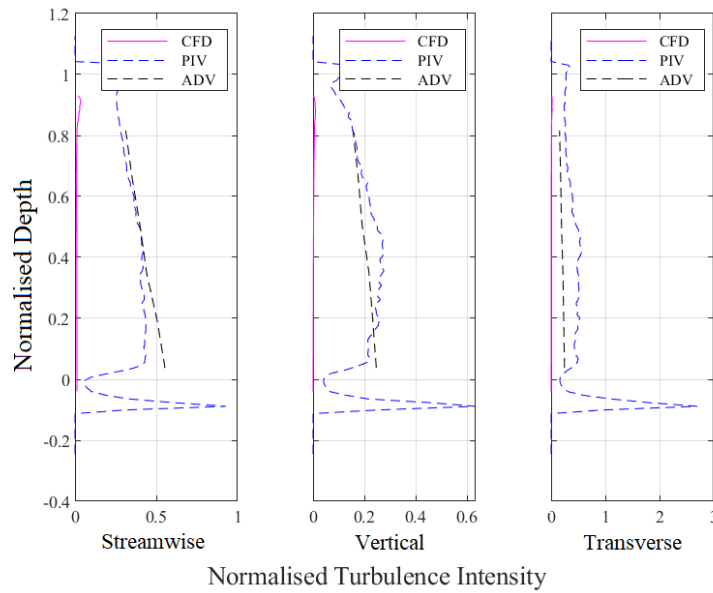 1.2
1
0.8
0.6
0.4
0.2
0
-0.2
-0.4
Normalised Depth
CFD
PIV
ADV
0
0.5
1
Streamwise
CFD
PIV
ADV
0
0.2
0.4
0.6
Vertical
CFD
PIV
ADV
0
1
2
3
Transverse
Normalised Turbulence Intensity